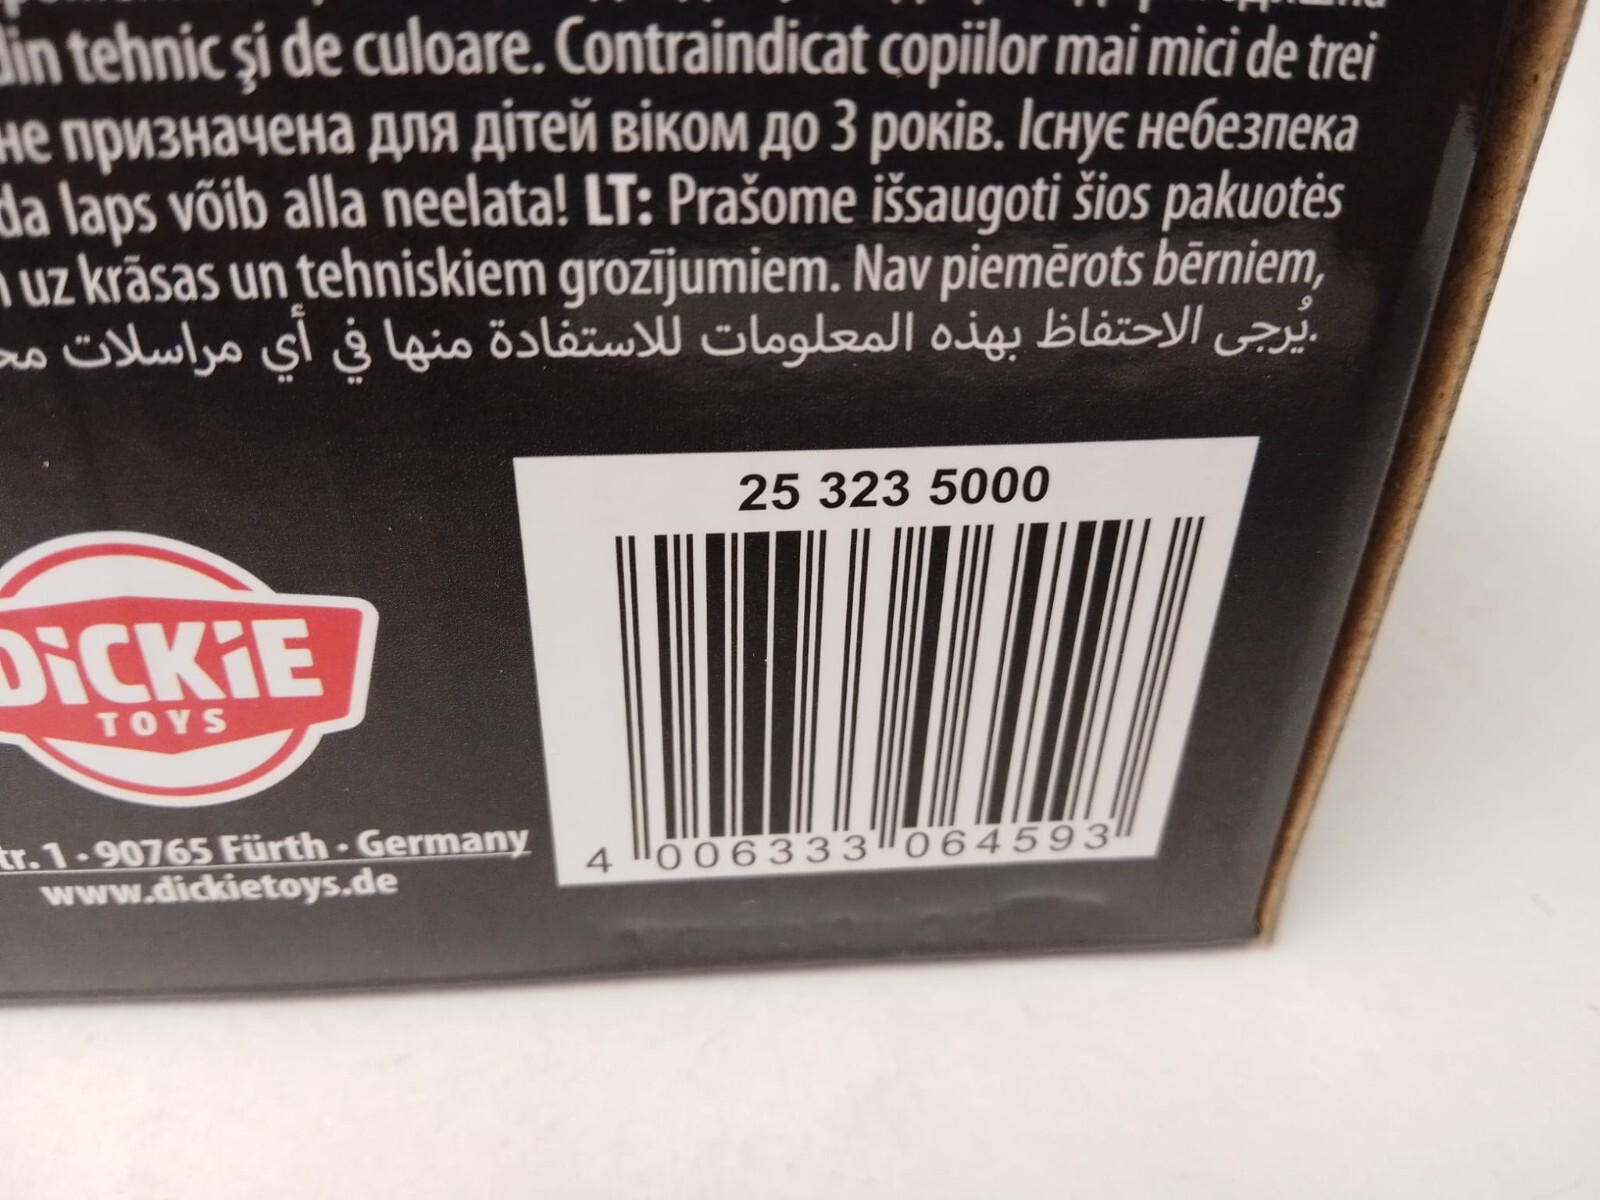 din tehnic și de culoare. Contraindicat copiilor mai mici de trei
не призначена для дітей віком до 3 років. Існує небезпека
da laps võib alla neelata! LT: Prašome išsaugoti šios pakuotės
uz krāsas un tehniskiem grozījumiem. Nav piemērots bērniem,
يُرجى الاحتفاظ بهذه المعلومات للاستفادة منها في أي مراسلات
25 323 5000
4 006333 064593
DiCKiE
TOYS
tr. 1 · 90765 Fürth · Germany
www.dickietoys.de